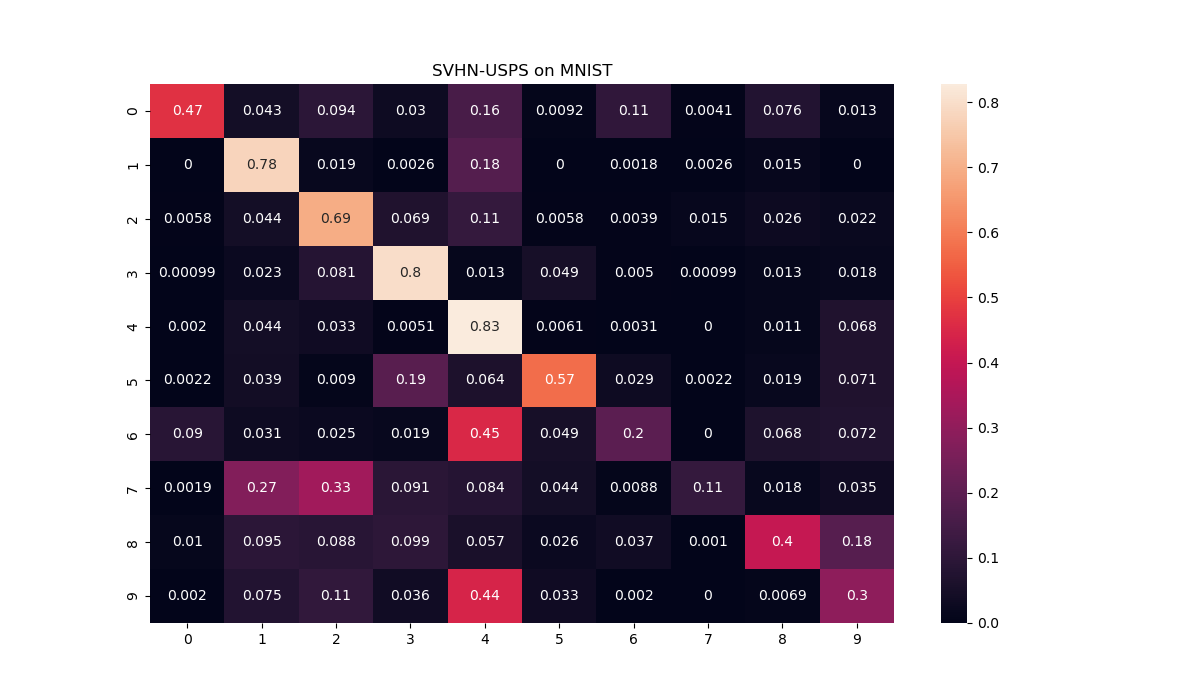 SVHN-USPS on MNIST
0 0.47 0.043 0.094 0.03 0.16 0.0092 0.11 0.0041 0.076 0.013
1 0 0.78 0.019 0.0026 0.18 0 0.0018 0.0026 0.015 0
2 0.0058 0.044 0.69 0.069 0.11 0.0058 0.0039 0.015 0.026 0.022
3 0.00099 0.023 0.081 0.8 0.013 0.049 0.005 0.00099 0.013 0.018
4 0.002 0.044 0.033 0.0051 0.83 0.0061 0.0031 0 0.011 0.068
5 0.0022 0.039 0.009 0.19 0.064 0.57 0.029 0.0022 0.019 0.071
6 0.09 0.031 0.025 0.019 0.45 0.049 0.2 0 0.068 0.072
7 0.0019 0.27 0.33 0.091 0.084 0.044 0.0088 0.11 0.018 0.035
8 0.01 0.095 0.088 0.099 0.057 0.026 0.037 0.001 0.4 0.18
9 0.002 0.075 0.11 0.036 0.44 0.033 0.002 0 0.0069 0.3
0 1 2 3 4 5 6 7 8 9
0.8
0.7
0.6
0.5
0.4
0.3
0.2
0.1
0.0